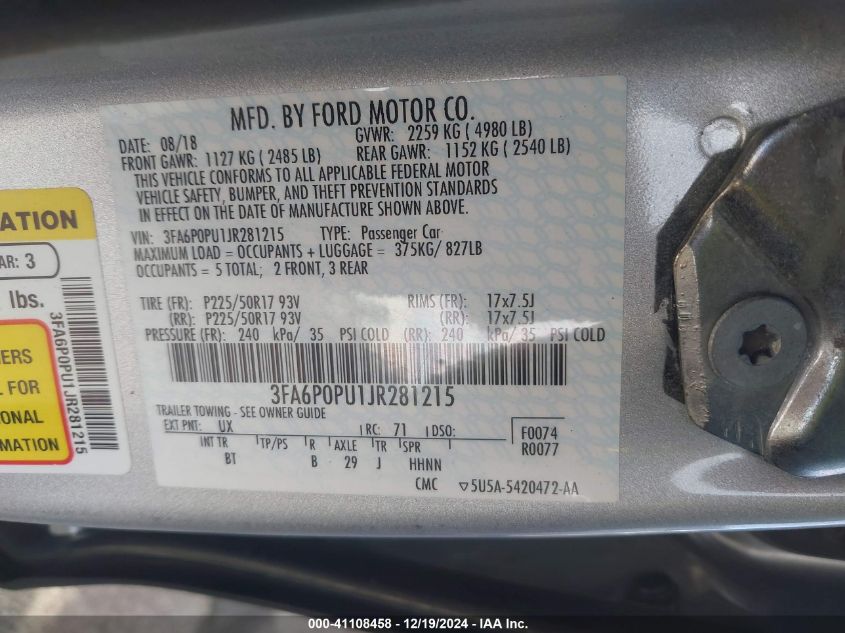 MFD. BY FORD MOTOR CO.
DATE: 08/18 GVWR: 2259 KG ( 4980 LB)
FRONT GAWR: 1127 KG ( 2485 LB) REAR GAWR: 1152 KG ( 2540 LB)
THIS VEHICLE CONFORMS TO ALL APPLICABLE FEDERAL MOTOR
VEHICLE SAFETY, BUMPER, AND THEFT PREVENTION STANDARDS
IN EFFECT ON THE DATE OF MANUFACTURE SHOWN ABOVE.
VIN: 3FA6P0PU1JR281215 TYPE: Passenger Car
MAXIMUM LOAD = OCCUPANTS + LUGGAGE = 375KG/ 827LB
OCCUPANTS = 5 TOTAL; 2 FRONT, 3 REAR
TIRE (FR): P225/50R17 93V RIMS (FR): 17x7.5J
(RR): P225/50R17 93V (RR): 17x7.5J
PRESSURE (FR): 240 kPa/ 35 PSI COLD (RR): 240 kPa/ 35 PSI COLD
3FA6P0PU1JR281215
TRAILER TOWING - SEE OWNER GUIDE
EXT PNT: UX RC: 71 DSO: F0074
INT TR TP/PS R AXLE TR SPR R0077
BT B 29 J HHNN
CMC ▽5U5A-5420472-AA
ATION
AR: 3
lbs.
3FA6P0PU1JR281215
ERS
L FOR
ONAL
MATION
000-41108458 - 12/19/2024 - IAAI.com.